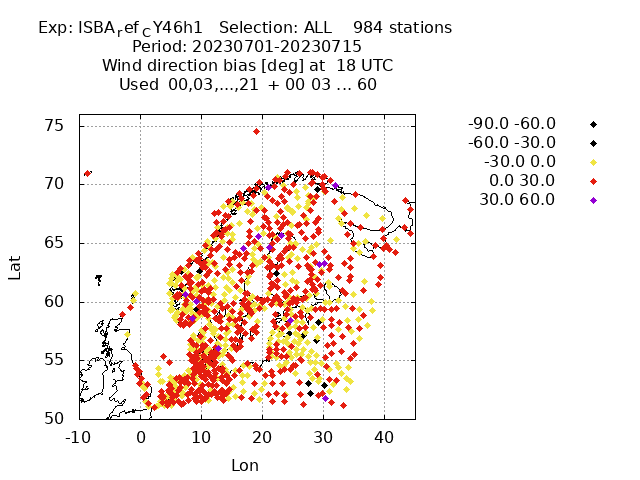 Exp: ISBA_ref_CY46h1 Selection: ALL 984 stations
Period: 20230701-20230715
Wind direction bias [deg] at 18 UTC
Used 00,03,...,21 + 00 03 ... 60
-90.0 -60.0
-60.0 -30.0
-30.0 0.0
0.0 30.0
30.0 60.0
75
70
65
60
55
50
Lat
-10 0 10 20 30 40
Lon